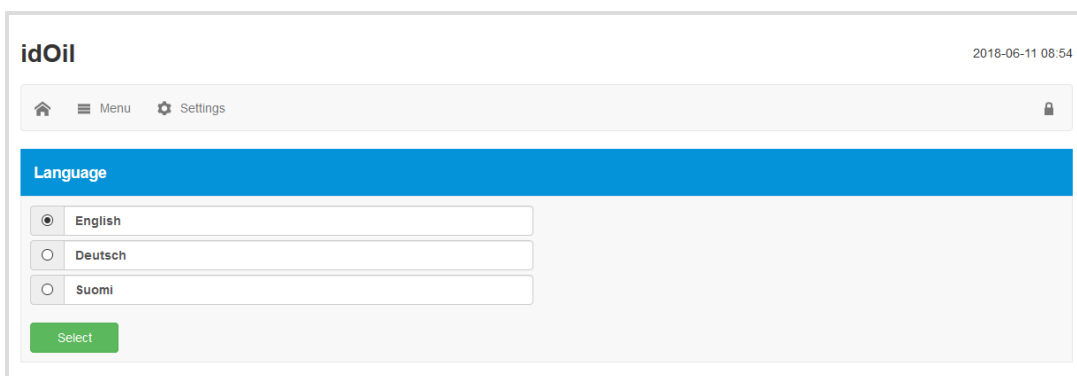 idOil
2018-06-11 08:54
Menu Settings
Language
English
Deutsch
Suomi
Select